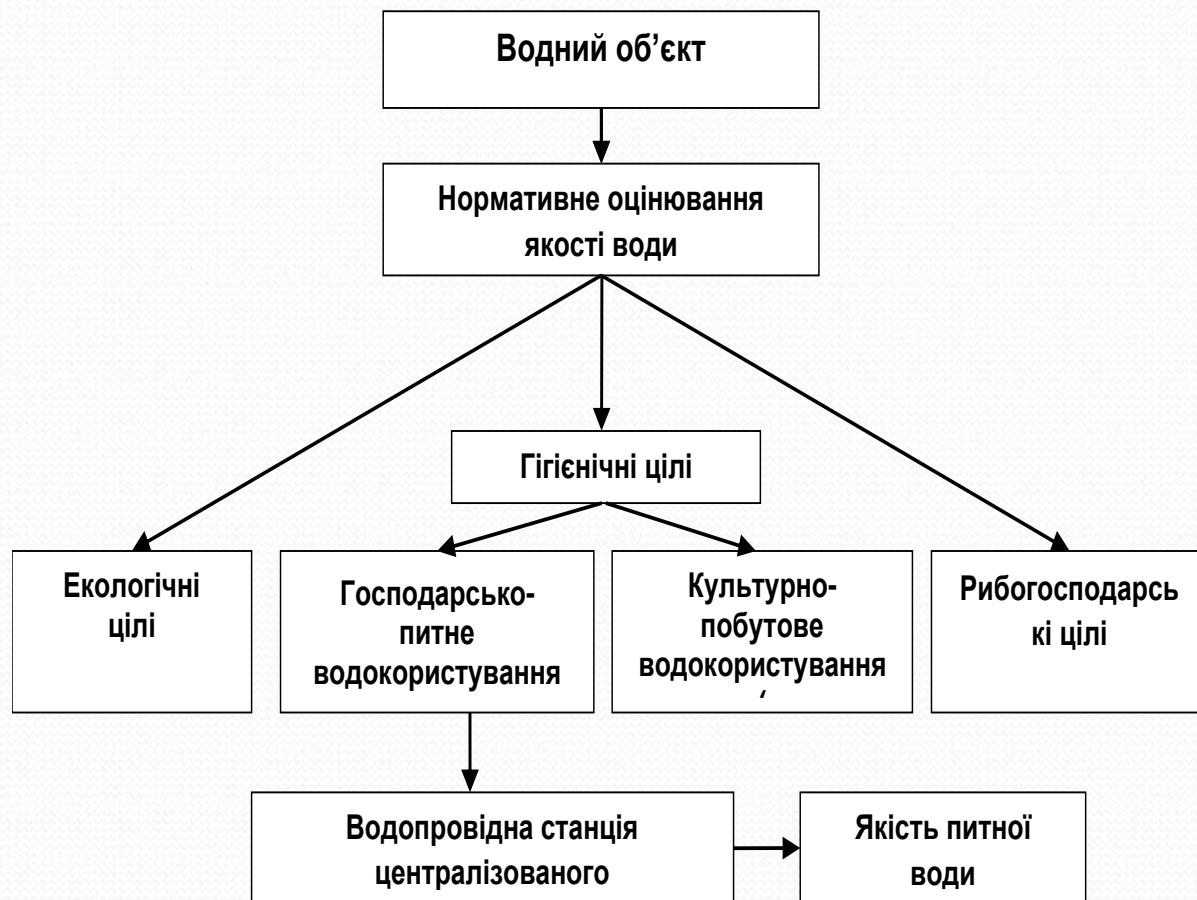 Водний об’єкт
Нормативне оцінювання
якості води
Гігієнічні цілі
Екологічні
цілі
Господарсько-
питне
водокористування
Культурно-
побутове
водокористування
Рибогосподарсь
кі цілі
Водопровідна станція
централізованого
Якість питної
води